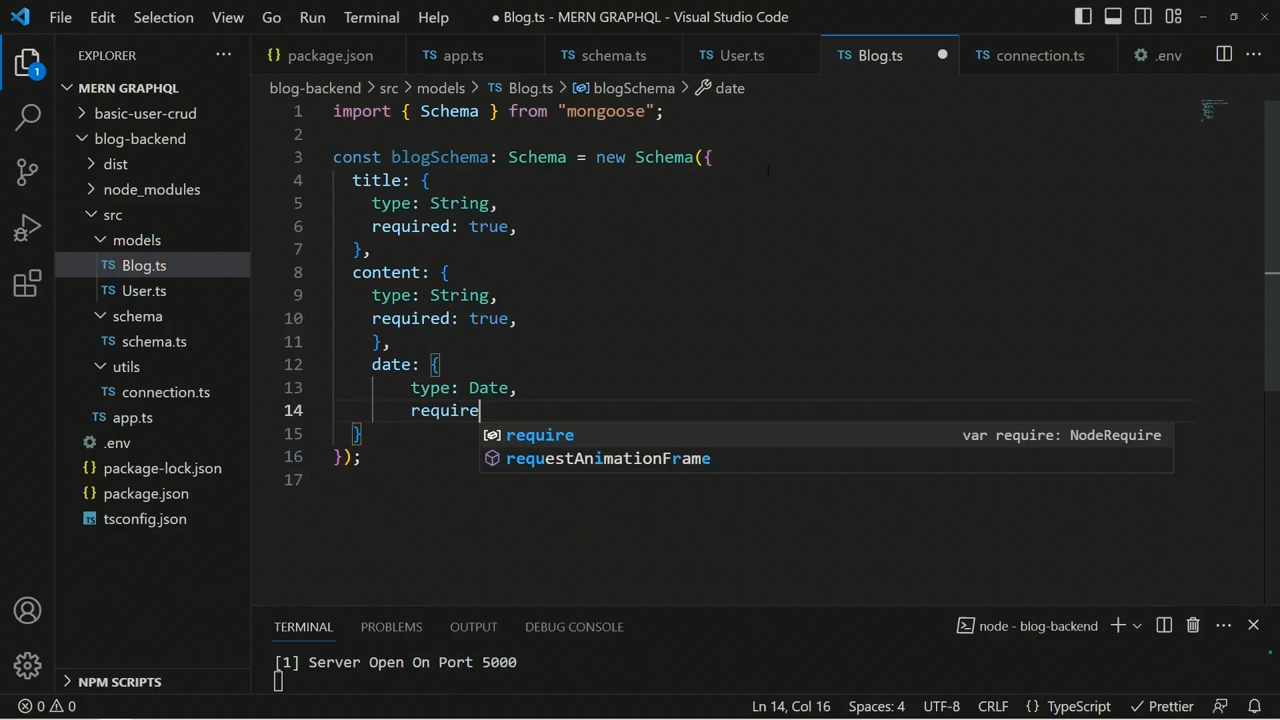 File Edit Selection View Go Run Terminal Help
● Blog.ts - MERN GRAPHQL - Visual Studio Code
EXPLORER
1
MERN GRAPHQL
basic-user-crud
blog-backend
dist
node_modules
src
models
TS Blog.ts
TS User.ts
schema
TS schema.ts
utils
TS connection.ts
TS app.ts
.env
{} package-lock.json
{} package.json
TS tsconfig.json
NPM SCRIPTS
{} package.json TS app.ts TS schema.ts TS User.ts TS Blog.ts ● TS connection.ts .env
blog-backend > src > models > TS Blog.ts > blogSchema > date
1 import { Schema } from "mongoose";
2
3 const blogSchema: Schema = new Schema({
4 title: {
5 type: String,
6 required: true,
7 },
8 content: {
9 type: String,
10 required: true,
11 },
12 date: {
13 type: Date,
14 require
15 }
16 });
17
require var require: NodeRequire
requestAnimationFrame
TERMINAL PROBLEMS OUTPUT DEBUG CONSOLE
node - blog-backend
[1] Server Open On Port 5000
0 0
Ln 14, Col 16 Spaces: 4 UTF-8 CRLF {} TypeScript Prettier